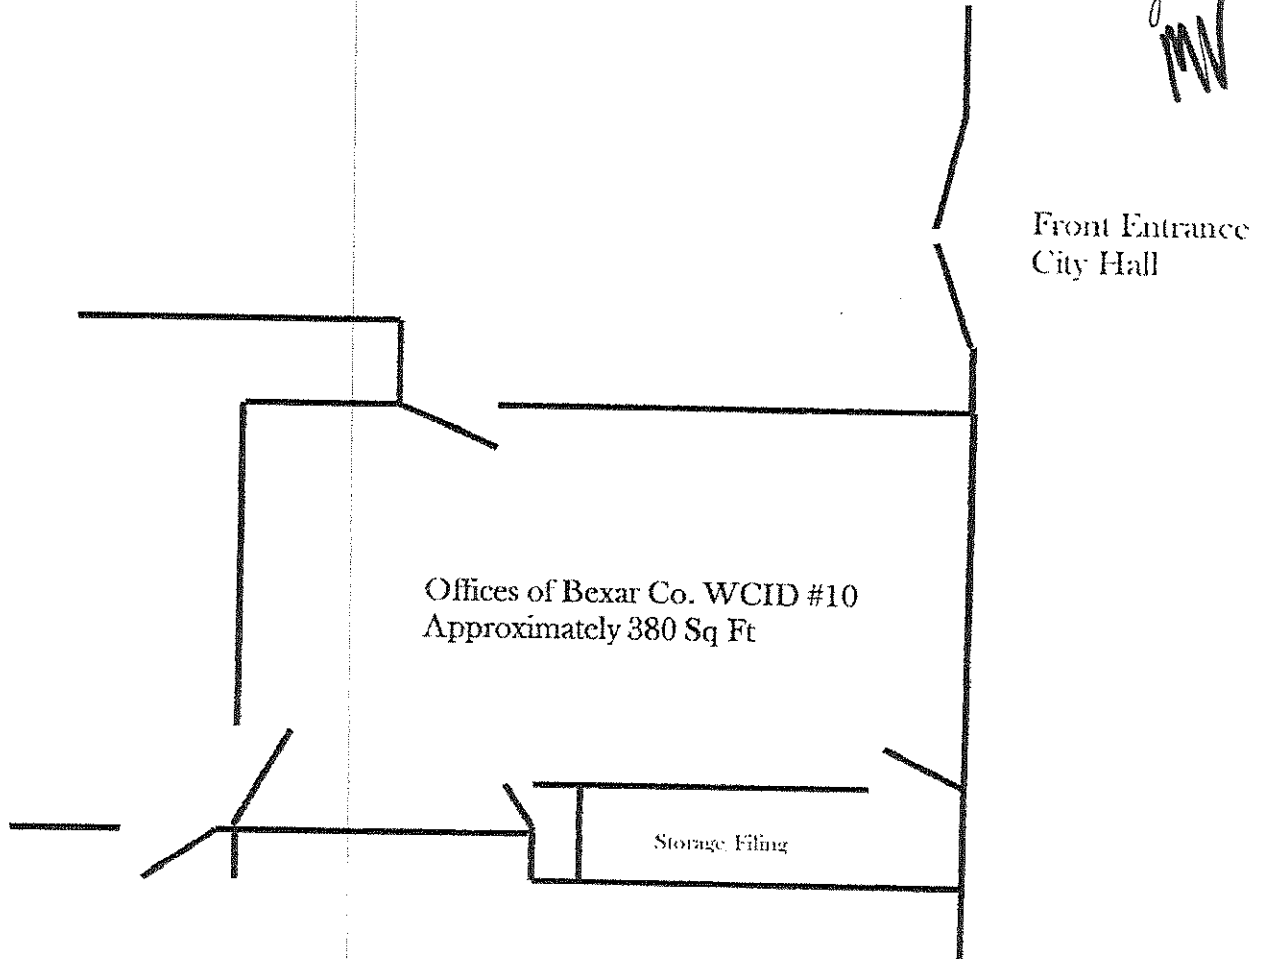 Front Entrance
City Hall
Offices of Bexar Co. WCID #10
Approximately 380 Sq Ft
Storage Filing